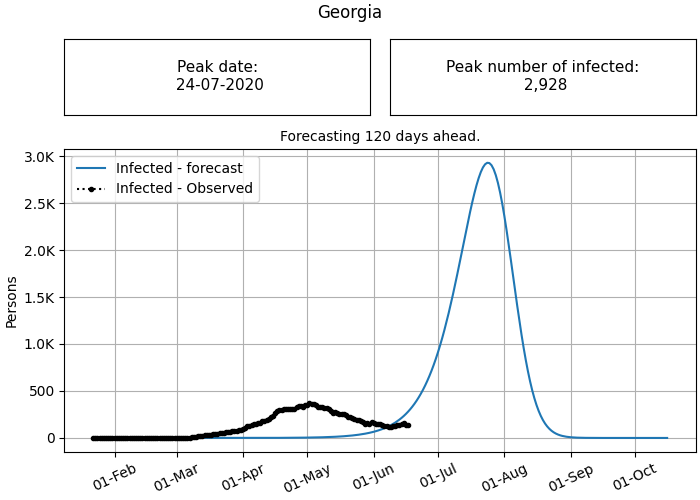 Georgia
Peak date:
24-07-2020
Peak number of infected:
2,928
Forecasting 120 days ahead.
Infected - forecast
Infected - Observed
3.0K
2.5K
2.0K
1.5K
1.0K
500
0
Persons
01-Feb
01-Mar
01-Apr
01-May
01-Jun
01-Jul
01-Aug
01-Sep
01-Oct